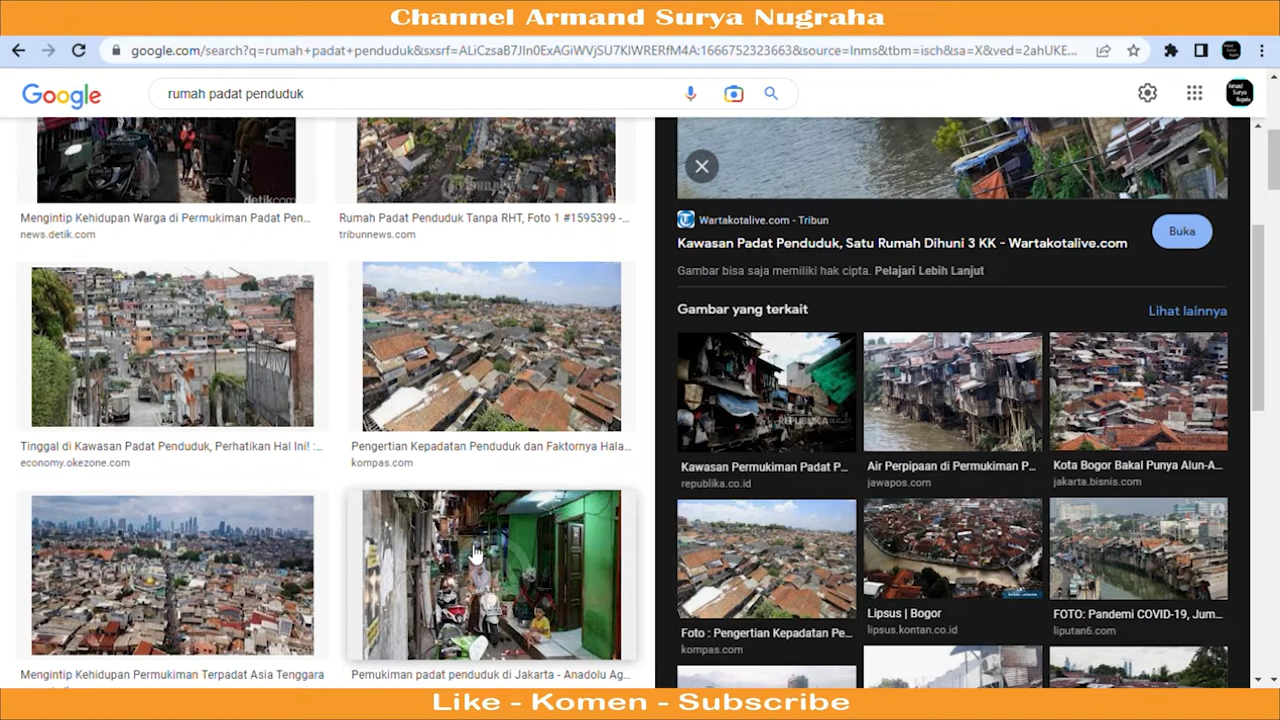 Channel Armand Surya Nugraha
google.com/search?q=rumah+padat+penduduk&sxsrf=ALiCzsaB7JIn0ExAGiWVjSU7KIWRERfM4A:1666752323663&source=lnms&tbm=isch&sa=X&ved=2ahUKE...
Google
rumah padat penduduk
detikcom
Tribunnews
Mengintip Kehidupan Warga di Permukiman Padat Pen...
news.detik.com
Rumah Padat Penduduk Tanpa RHT, Foto 1 #1595399 -...
tribunnews.com
Wartakotalive.com - Tribun
Kawasan Padat Penduduk, Satu Rumah Dihuni 3 KK - Wartakotalive.com
Buka
Gambar bisa saja memiliki hak cipta. Pelajari Lebih Lanjut
Gambar yang terkait
Lihat lainnya
Tinggal di Kawasan Padat Penduduk, Perhatikan Hal Ini! :...
economy.okezone.com
Pengertian Kepadatan Penduduk dan Faktornya Hala...
kompas.com
REPUBLIKA
Kawasan Permukiman Padat P...
republika.co.id
Air Perpipaan di Permukiman P...
jawapos.com
Kota Bogor Bakal Punya Alun-A...
jakarta.bisnis.com
Foto : Pengertian Kepadatan Pe...
kompas.com
Lipsus | Bogor
lipsus.kontan.co.id
FOTO: Pandemi COVID-19, Jum...
liputan6.com
Mengintip Kehidupan Permukiman Terpadat Asia Tenggara
Pemukiman padat penduduk di Jakarta - Anadolu Ag...
Like - Komen - Subscribe